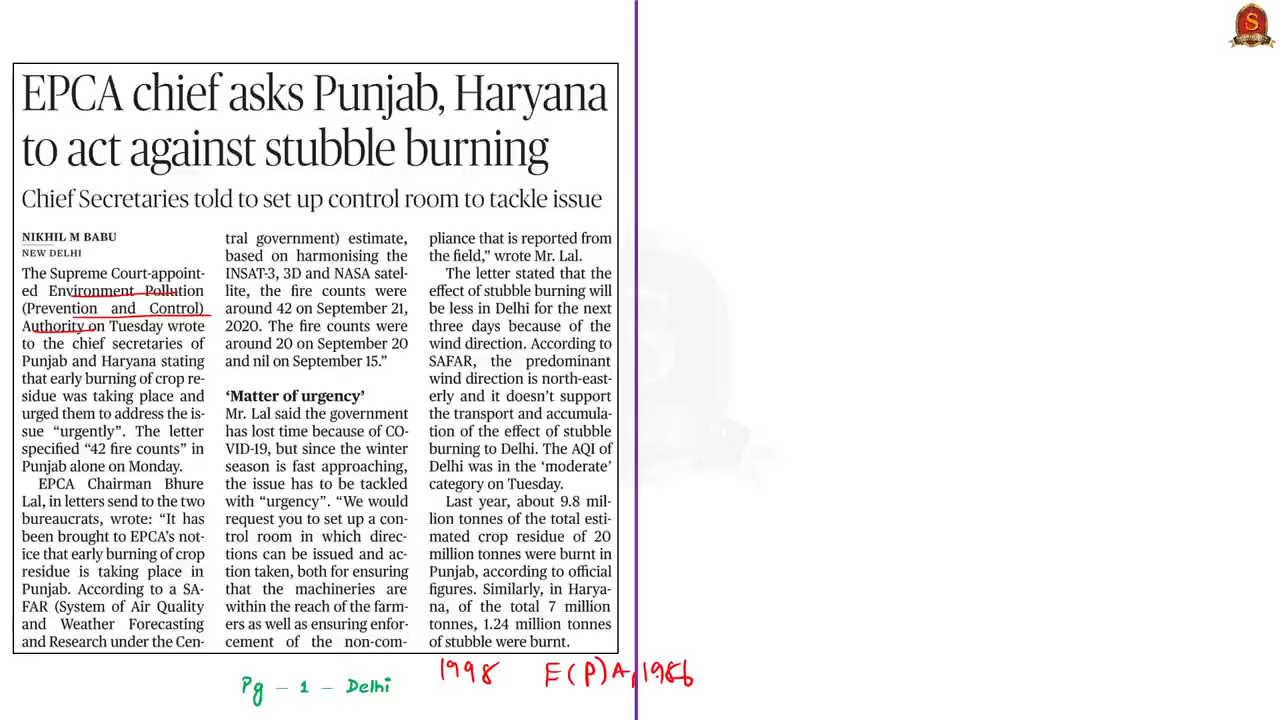 S
EPCA chief asks Punjab, Haryana
to act against stubble burning
Chief Secretaries told to set up control room to tackle issue
NIKHIL M BABU
NEW DELHI
The Supreme Court-appoint-
ed Environment Pollution
(Prevention and Control)
Authority on Tuesday wrote
to the chief secretaries of
Punjab and Haryana stating
that early burning of crop re-
sidue was taking place and
urged them to address the is-
sue “urgently”. The letter
specified “42 fire counts” in
Punjab alone on Monday.
EPCA Chairman Bhure
Lal, in letters send to the two
bureaucrats, wrote: “It has
been brought to EPCA’s not-
ice that early burning of crop
residue is taking place in
Punjab. According to a SA-
FAR (System of Air Quality
and Weather Forecasting
and Research under the Cen-
tral government) estimate,
based on harmonising the
INSAT-3, 3D and NASA satel-
lite, the fire counts were
around 42 on September 21,
2020. The fire counts were
around 20 on September 20
and nil on September 15.”
‘Matter of urgency’
Mr. Lal said the government
has lost time because of CO-
VID-19, but since the winter
season is fast approaching,
the issue has to be tackled
with “urgency”. “We would
request you to set up a con-
trol room in which direc-
tions can be issued and ac-
tion taken, both for ensuring
that the machineries are
within the reach of the farm-
ers as well as ensuring enfor-
cement of the non-com-
pliance that is reported from
the field,” wrote Mr. Lal.
The letter stated that the
effect of stubble burning will
be less in Delhi for the next
three days because of the
wind direction. According to
SAFAR, the predominant
wind direction is north-east-
erly and it doesn’t support
the transport and accumula-
tion of the effect of stubble
burning to Delhi. The AQI of
Delhi was in the ‘moderate’
category on Tuesday.
Last year, about 9.8 mil-
lion tonnes of the total esti-
mated crop residue of 20
million tonnes were burnt in
Punjab, according to official
figures. Similarly, in Harya-
na, of the total 7 million
tonnes, 1.24 million tonnes
of stubble were burnt.
1998 E(P)A, 1986
Pg - 1 - Delhi